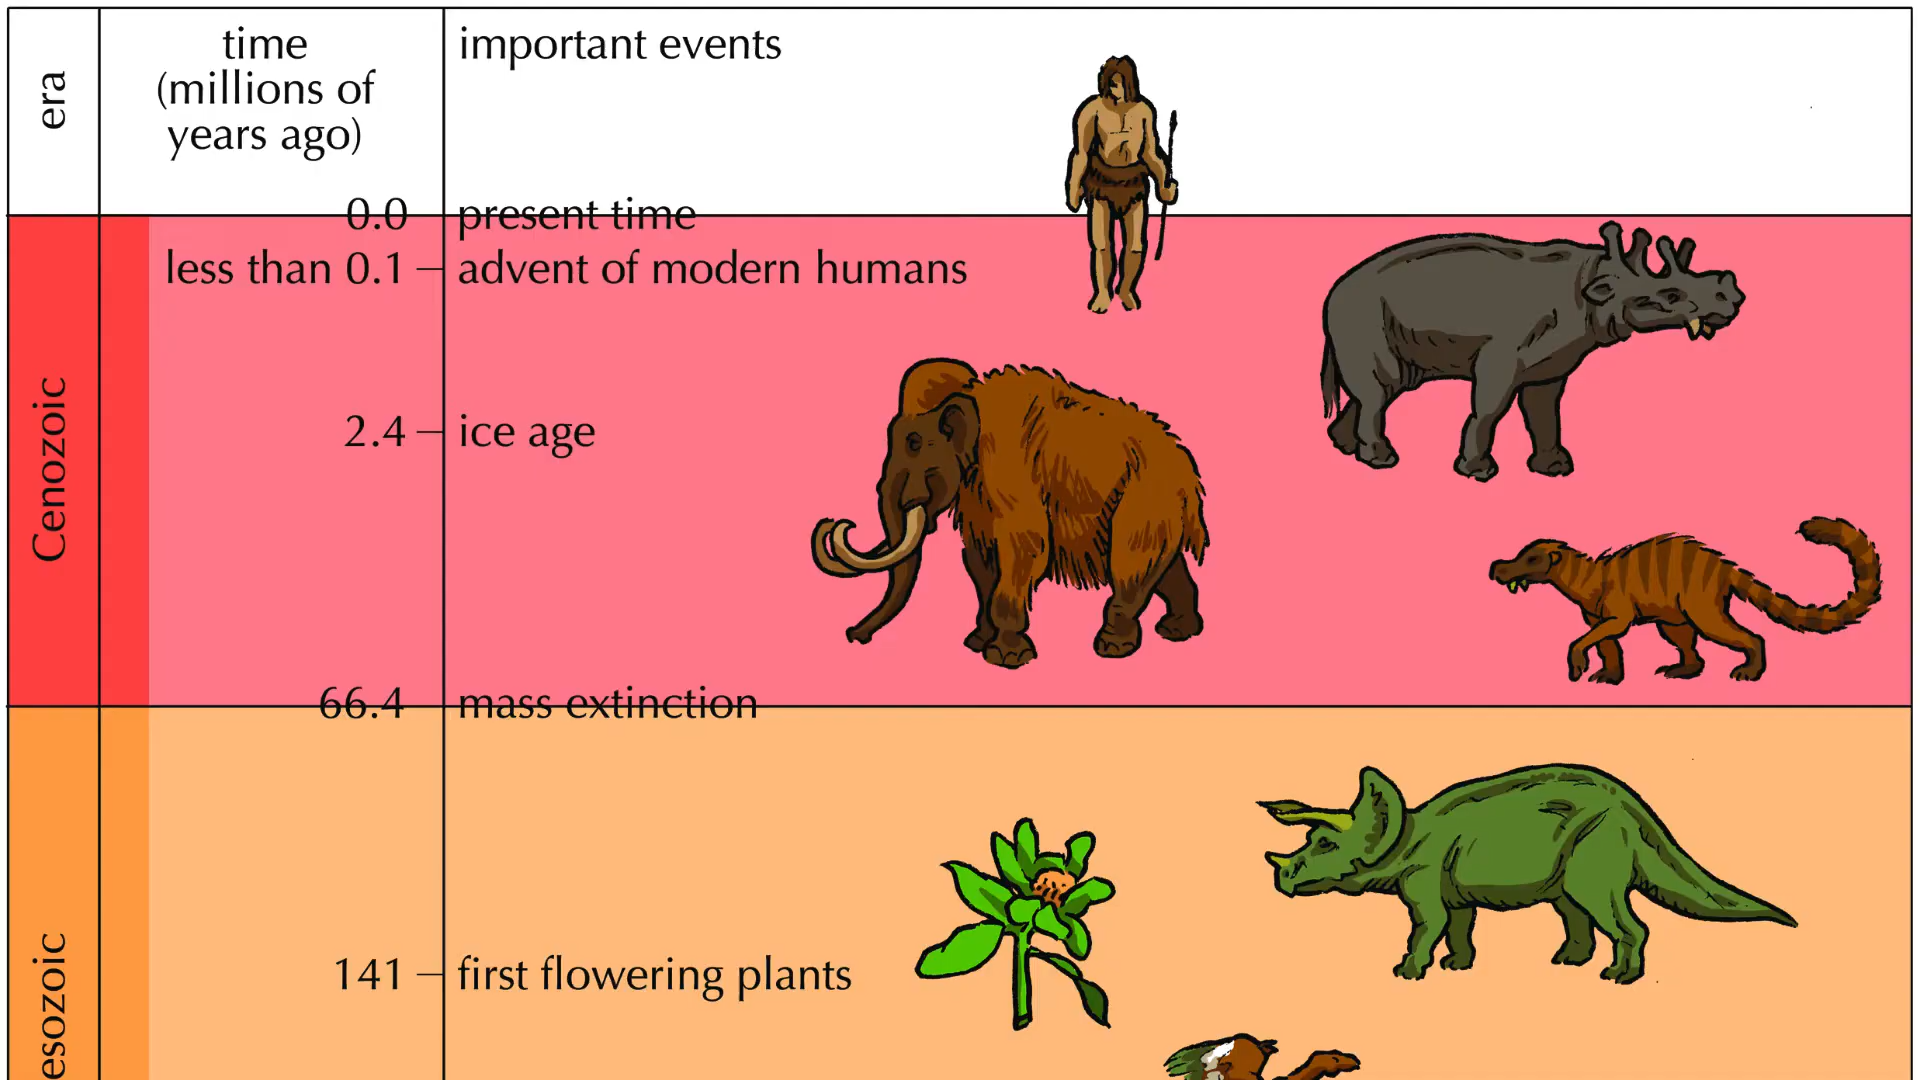 era
time
(millions of
years ago)
important events
0.0 present time
less than 0.1 advent of modern humans
2.4 ice age
Cenozoic
66.4 mass extinction
141 first flowering plants
esozoic